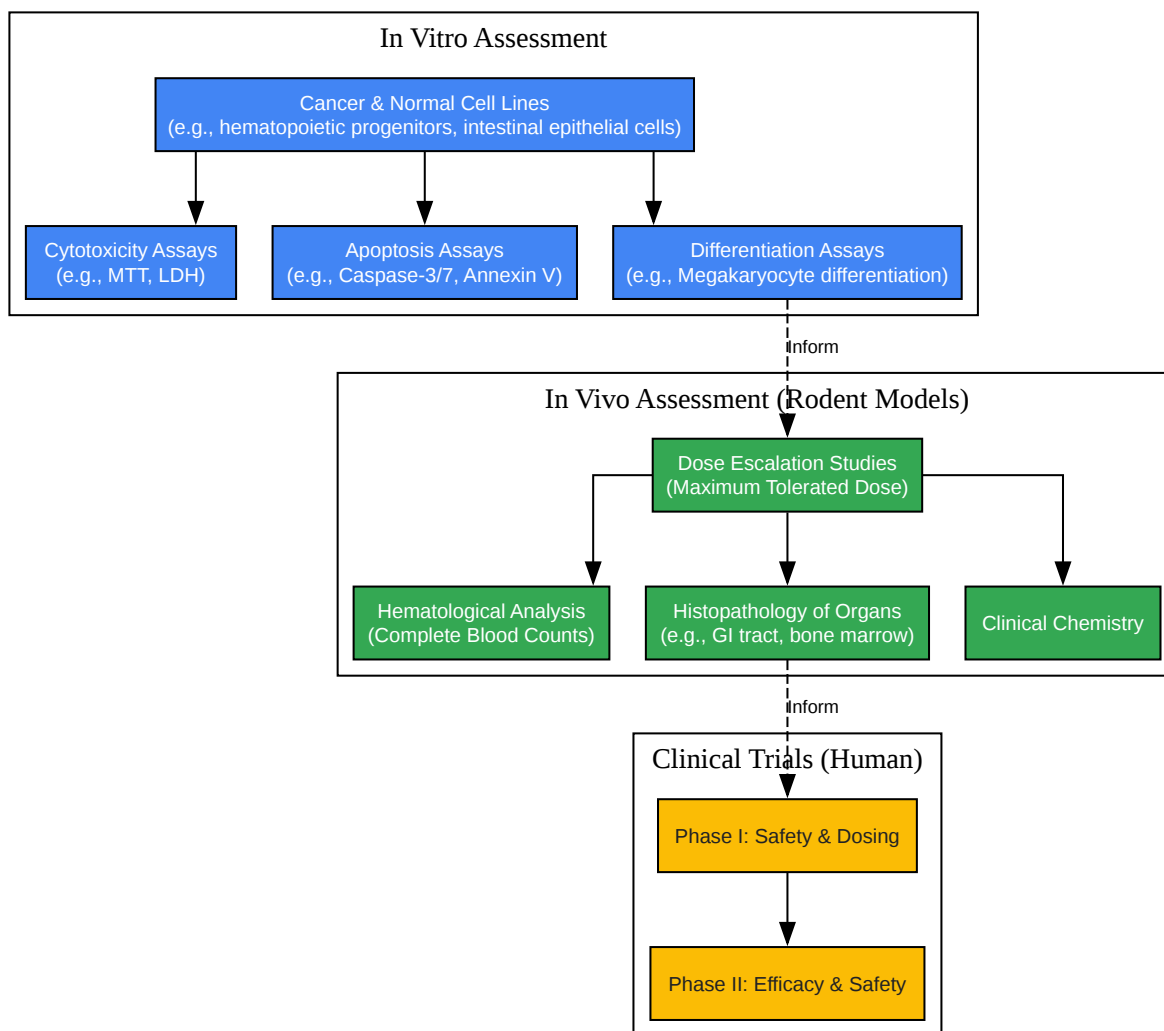 In Vitro Assessment
Cancer & Normal Cell Lines
(e.g., hematopoietic progenitors, intestinal epithelial cells)
Cytotoxicity Assays
(e.g., MTT, LDH)
Apoptosis Assays
(e.g., Caspase-3/7, Annexin V)
Differentiation Assays
(e.g., Megakaryocyte differentiation)
Inform
In Vivo Assessment (Rodent Models)
Dose Escalation Studies
(Maximum Tolerated Dose)
Hematological Analysis
(Complete Blood Counts)
Histopathology of Organs
(e.g., GI tract, bone marrow)
Clinical Chemistry
Inform
Clinical Trials (Human)
Phase I: Safety & Dosing
Phase II: Efficacy & Safety